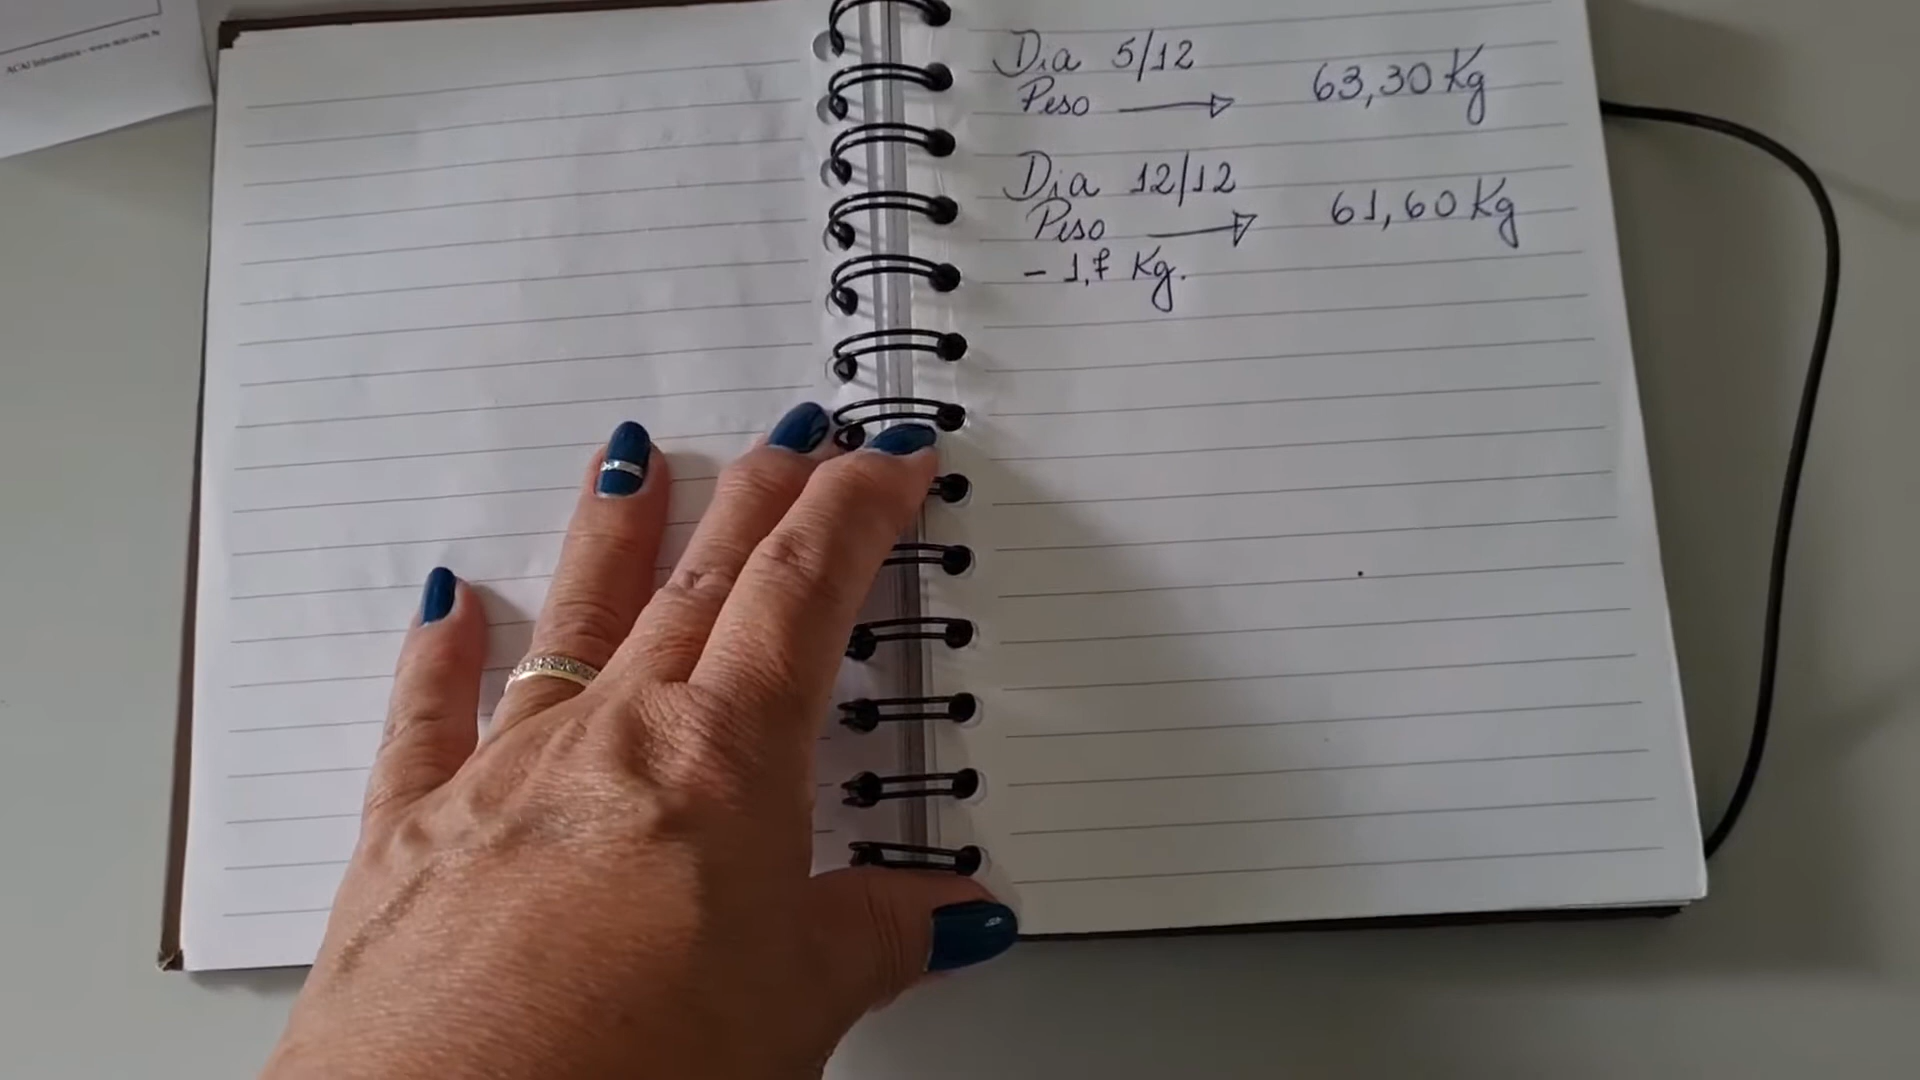 Dia 5/12
Peso → 63,30 Kg
Dia 12/12
Peso → 61,60 Kg
- 1,7 Kg.